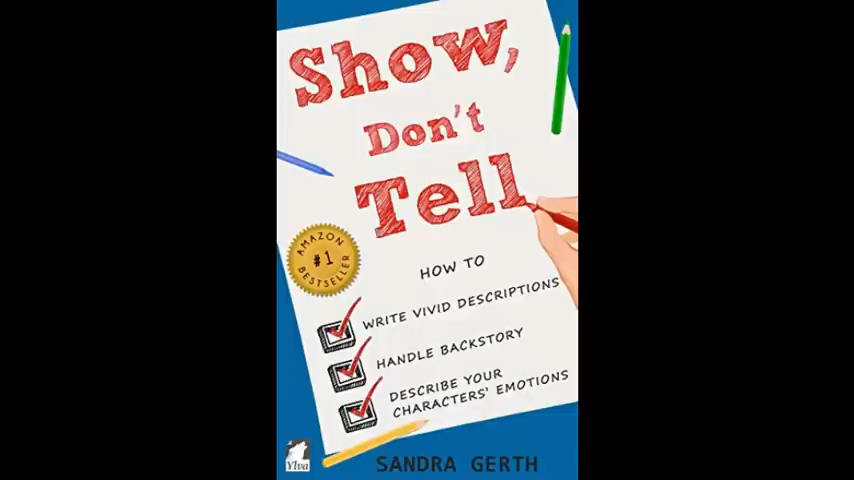 Show,
Don't
Tell
AMAZON
#1
BESTSELLER
HOW TO
WRITE VIVID DESCRIPTIONS
HANDLE BACKSTORY
DESCRIBE YOUR
CHARACTERS' EMOTIONS
Ylva
SANDRA GERTH